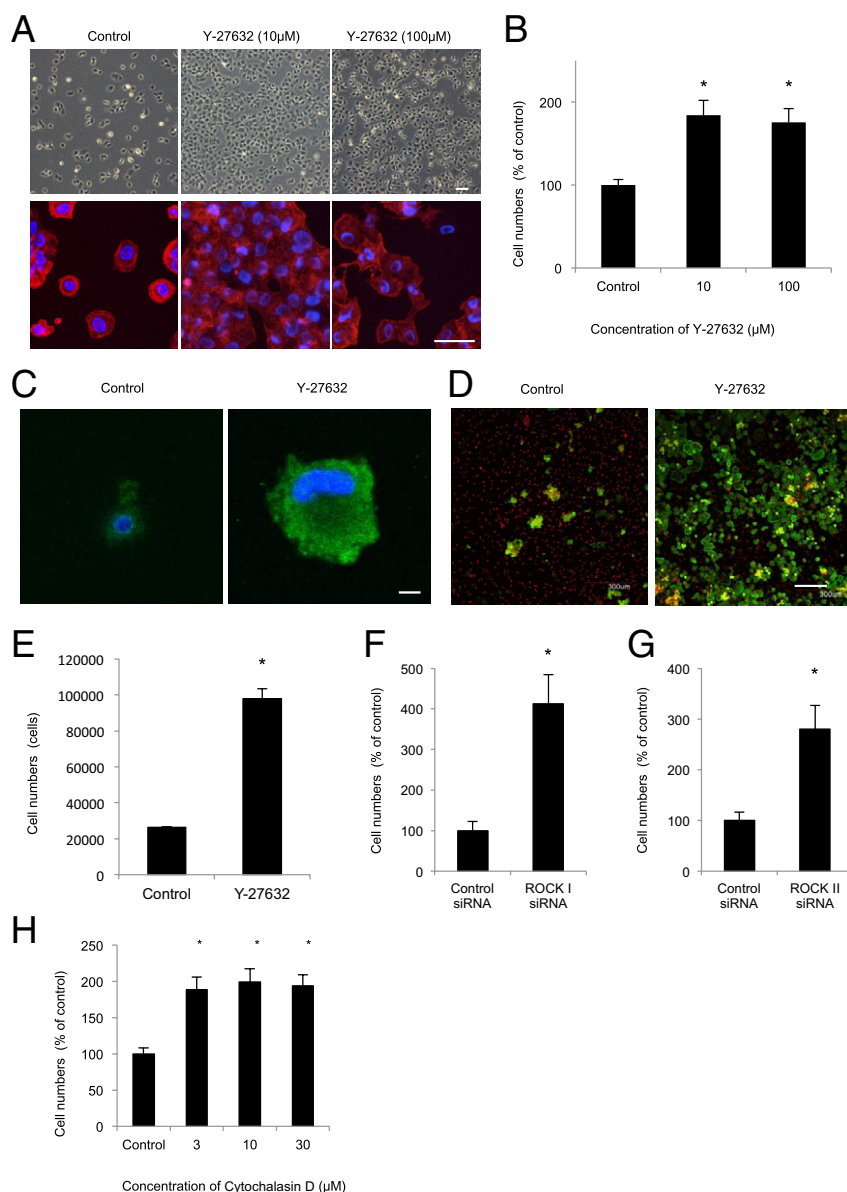 A
Control Y-27632 (10µM) Y-27632 (100µM)
B
Cell numbers (% of control)
200
100
0
* *
Control 10 100
Concentration of Y-27632 (µM)
C
Control Y-27632
D
Control Y-27632
300um 300um
E
Cell numbers (cells)
120000
100000
80000
60000
40000
20000
0
*
Control Y-27632
F
Cell numbers (% of control)
500
400
300
200
100
0
*
Control siRNA
ROCK I siRNA
G
Cell numbers (% of control)
400
300
200
100
0
*
Control siRNA
ROCK II siRNA
H
Cell numbers (% of control)
250
200
150
100
50
0
* * *
Control 3 10 30
Concentration of Cytochalasin D (µM)